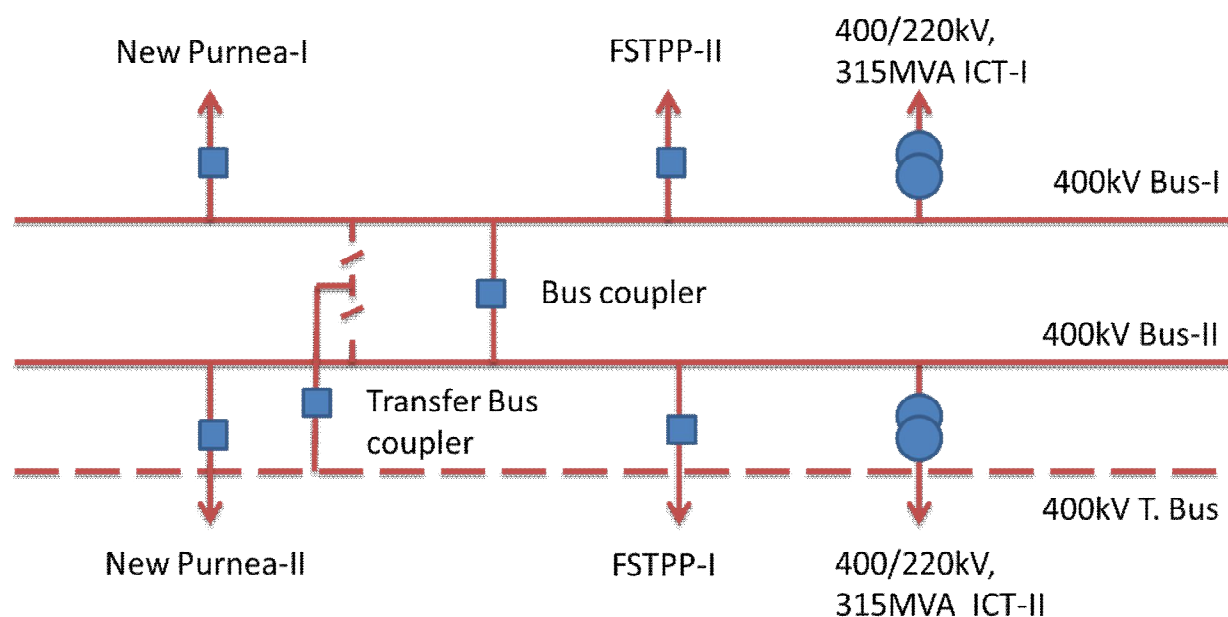 New Purnea-I
FSTPP-II
400/220kV,
315MVA ICT-I
400kV Bus-I
Bus coupler
400kV Bus-II
Transfer Bus
coupler
400kV T. Bus
New Purnea-II
FSTPP-I
400/220kV,
315MVA ICT-II